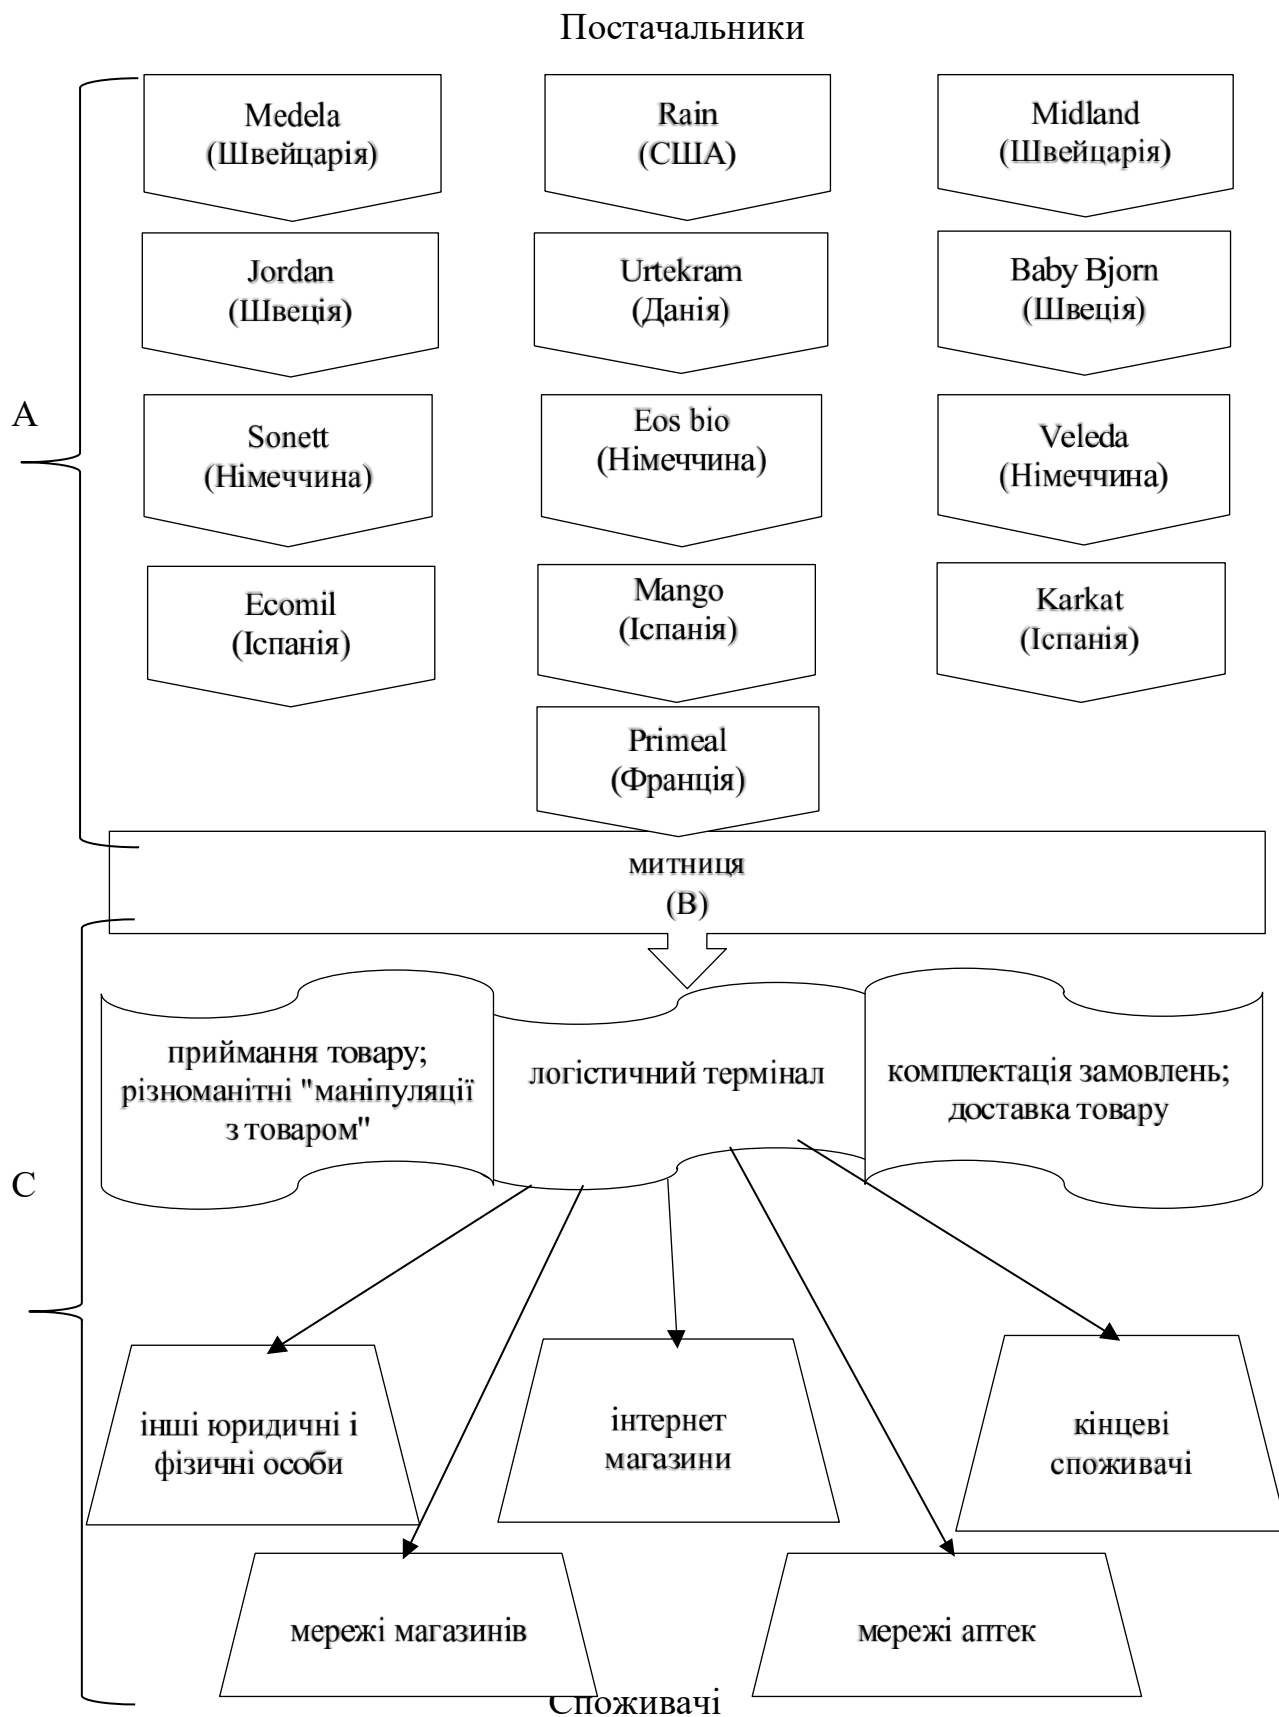 Постачальники
Medela
(Швейцарія)
Rain
(США)
Midland
(Швейцарія)
Jordan
(Швеція)
Urtekram
(Данія)
Baby Bjorn
(Швеція)
А
Sonett
(Німеччина)
Eos bio
(Німеччина)
Veleda
(Німеччина)
Ecomil
(Іспанія)
Mango
(Іспанія)
Karkat
(Іспанія)
Primeal
(Франція)
митниця
(В)
приймання товару;
різноманітні "маніпуляції
з товаром"
логістичний термінал
комплектація замовлень;
доставка товару
С
інші юридичні і
фізичні особи
інтернет
магазини
кінцеві
споживачі
мережі магазинів
мережі аптек
Споживачі